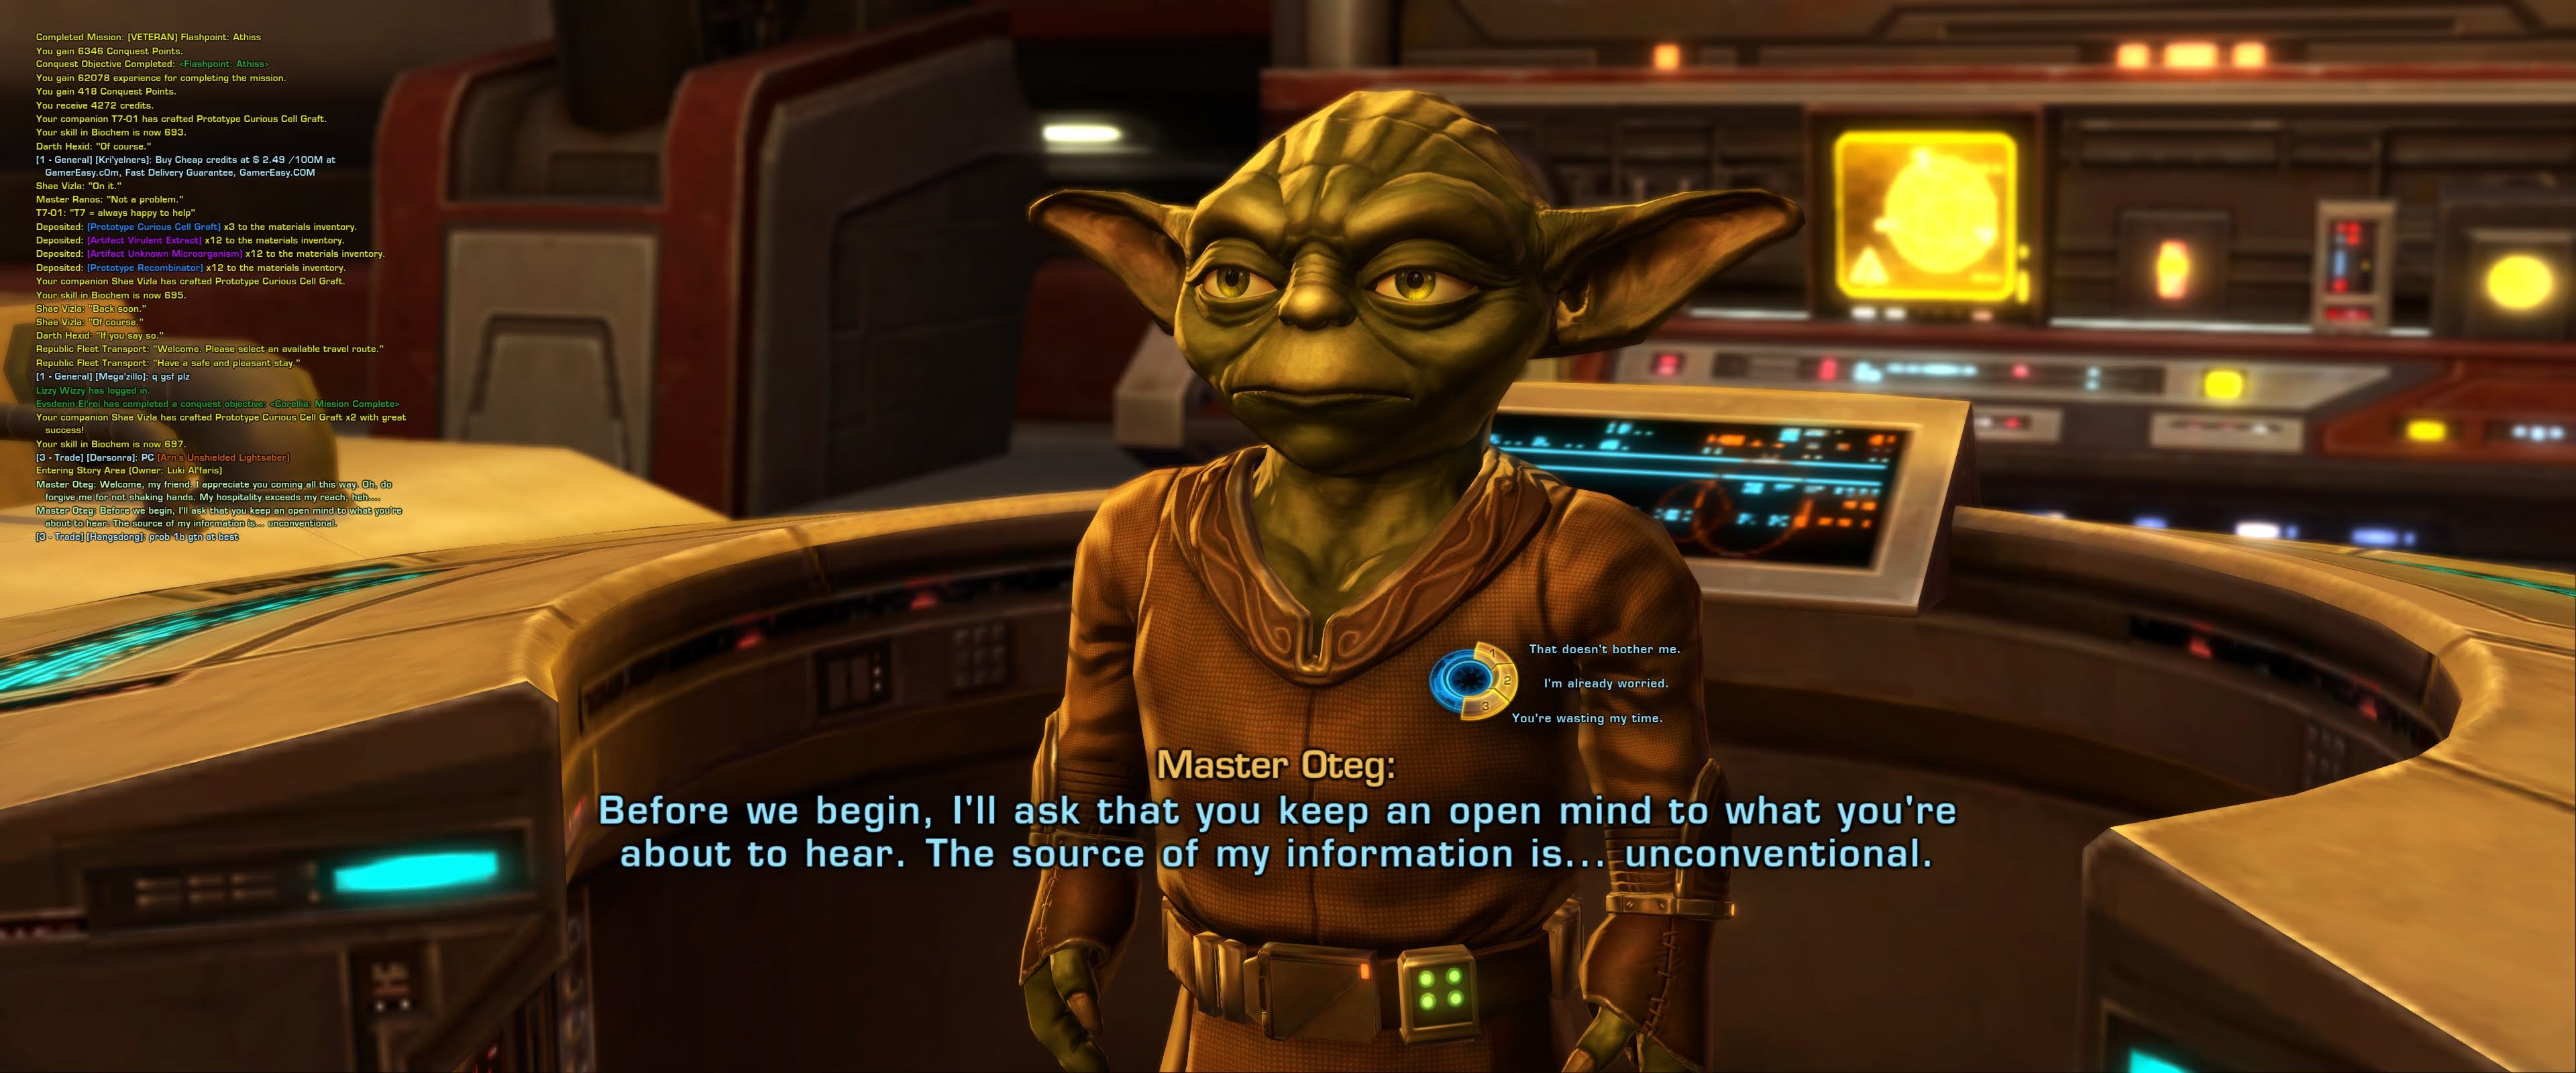 Completed Mission: [VETERAN] Flashpoint: Athiss
You gain 6346 Conquest Points.
Conquest Objective Completed: <Flashpoint: Athiss>
You gain 62078 experience for completing the mission.
You gain 418 Conquest Points.
You receive 4272 credits.
Your companion T7-O1 has crafted Prototype Curious Cell Graft.
Your skill in Biochem is now 693.
Darth Hexid: "Of course."
[1 - General] [Kri'yelners]: Buy Cheap credits at $ 2.49 /100M at
GamerEasy.cOm, Fast Delivery Guarantee, GamerEasy.COM
Shae Vizla: "On it."
Master Ranos: "Not a problem."
T7-O1: "T7 = always happy to help"
Deposited: [Prototype Curious Cell Graft] x3 to the materials inventory.
Deposited: [Artifact Virulent Extract] x12 to the materials inventory.
Deposited: [Artifact Unknown Microorganism] x12 to the materials inventory.
Deposited: [Prototype Recombinator] x12 to the materials inventory.
Your companion Shae Vizla has crafted Prototype Curious Cell Graft.
Your skill in Biochem is now 695.
Shae Vizla: "Back soon."
Shae Vizla: "Of course."
Darth Hexid: "If you say so."
Republic Fleet Transport: "Welcome. Please select an available travel route."
Republic Fleet Transport: "Have a safe and pleasant stay."
[1 - General] [Mega'zillo]: q gsf plz
Lizzy Wizzy has logged in.
Evsdenin El'roi has completed a conquest objective: <Corellia: Mission Complete>
Your companion Shae Vizla has crafted Prototype Curious Cell Graft x2 with great
success!
Your skill in Biochem is now 697.
[3 - Trade] [Darsonra]: PC [Arn's Unshielded Lightsaber]
Entering Story Area (Owner: Luki Al'faris)
Master Oteg: Welcome, my friend. I appreciate you coming all this way. Oh, do
forgive me for not shaking hands. My hospitality exceeds my reach, heh....
Master Oteg: Before we begin, I'll ask that you keep an open mind to what you're
about to hear. The source of my information is... unconventional.
[3 - Trade] [Hangsdong]: prob 1b gtn at best
1 That doesn't bother me.
2 I'm already worried.
3 You're wasting my time.
Master Oteg:
Before we begin, I'll ask that you keep an open mind to what you're
about to hear. The source of my information is... unconventional.